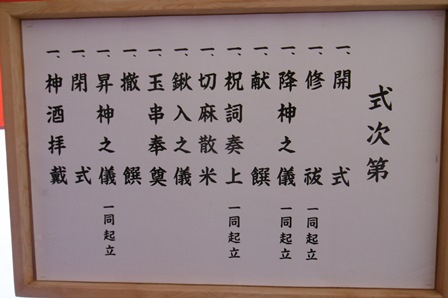 式次第
一、開式
一、修祓 一同起立
一、降神之儀 一同起立
一、献饌
一、祝詞奏上 一同起立
一、切麻散米
一、鍬入之儀
一、玉串奉奠
一、撤饌
一、昇神之儀 一同起立
一、閉式
一、神酒拝戴